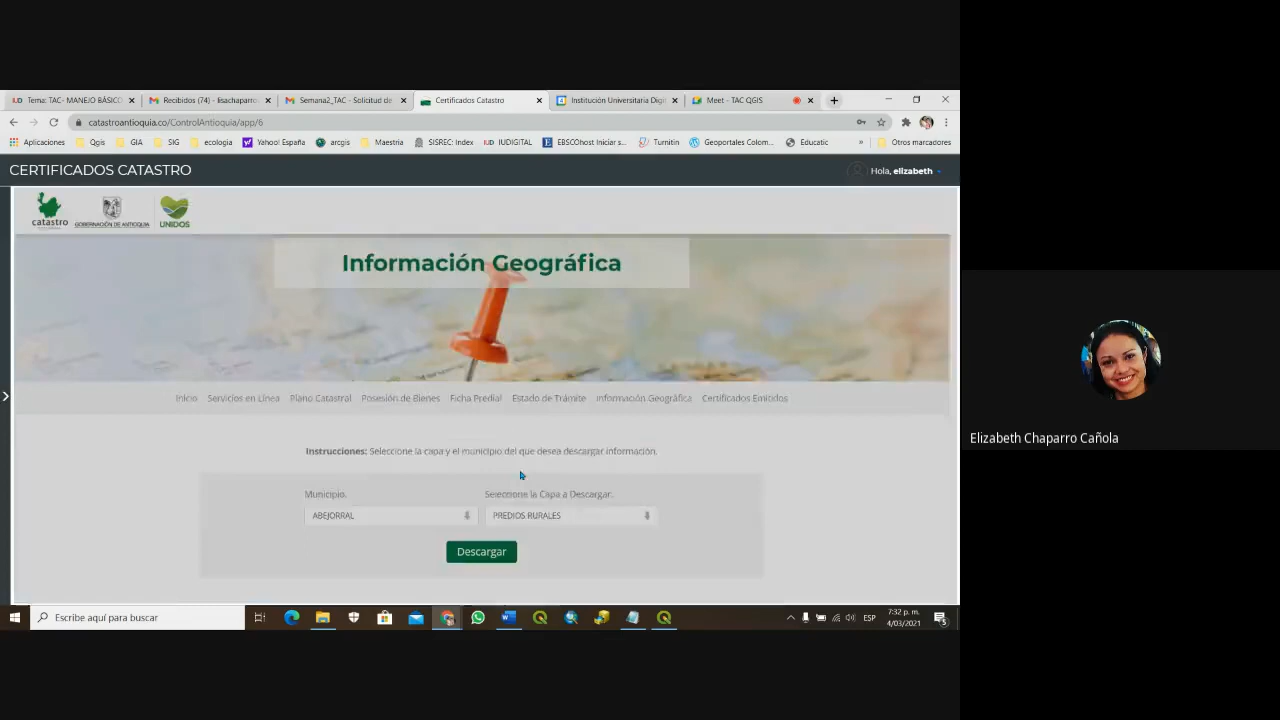 Tema: TAC- MANEJO BÁSICO
Recibidos (74) - lisachaparro
Semana2_TAC - Solicitud de
Certificados Catastro
Institución Universitaria Digi
Meet - TAC QGIS
catastroantioquia.co/ControlAntioquia/app/6
Aplicaciones
Qgis
GIA
SIG
ecologia
Yahoo! España
arcgis
Maestria
SISREC: Index
IUDIGITAL
EBSCOhost Iniciar s...
Turnitin
Geoportales Colom...
Educatic
»
Otros marcadores
CERTIFICADOS CATASTRO
Hola, elizabeth
catastro
GOBERNACIÓN DE ANTIOQUIA
UNIDOS
Información Geográfica
Inicio
Servicios en Línea
Plano Catastral
Posesión de Bienes
Ficha Predial
Estado de Trámite
Información Geográfica
Certificados Emitidos
Instrucciones: Seleccione la capa y el municipio del que desea descargar información.
Municipio.
Seleccione la Capa a Descargar.
ABEJORRAL
PREDIOS RURALES
Descargar
Escribe aquí para buscar
ESP
7:32 p. m.
4/03/2021
Elizabeth Chaparro Cañola